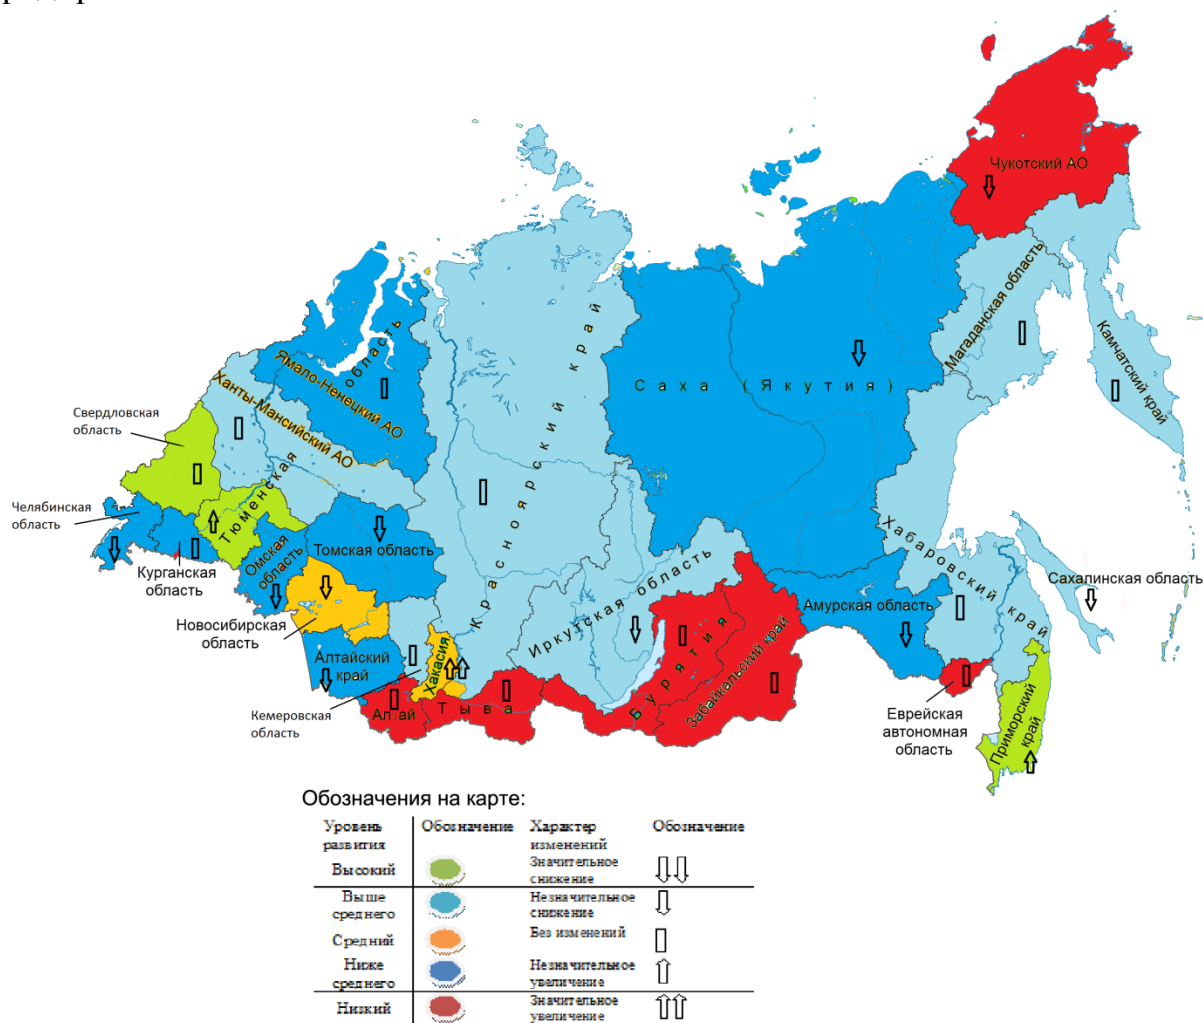 Чукотский АО
Магаданская область
Камчатский край
Саха (Якутия)
Красноярский край
Ямало-Ненецкий АО
Ханты-Мансийский АО
Тюменская область
Свердловская
область
Челябинская
область
Курганская
область
Омская
область
Томская область
Новосибирская
область
Алтайский
край
Кемеровская
область
Хакасия
Алтай
Тыва
Иркутская область
Бурятия
Забайкальский край
Амурская область
Хабаровский край
Сахалинская область
Еврейская
автономная
область
Приморский
край
Обозначения на карте:
Уровень развития Обозначение Характер изменений Обозначение
Высокий Значительное снижение
Выше среднего Незначительное снижение
Средний Без изменений
Ниже среднего Незначительное увеличение
Низкий Значительное увеличение